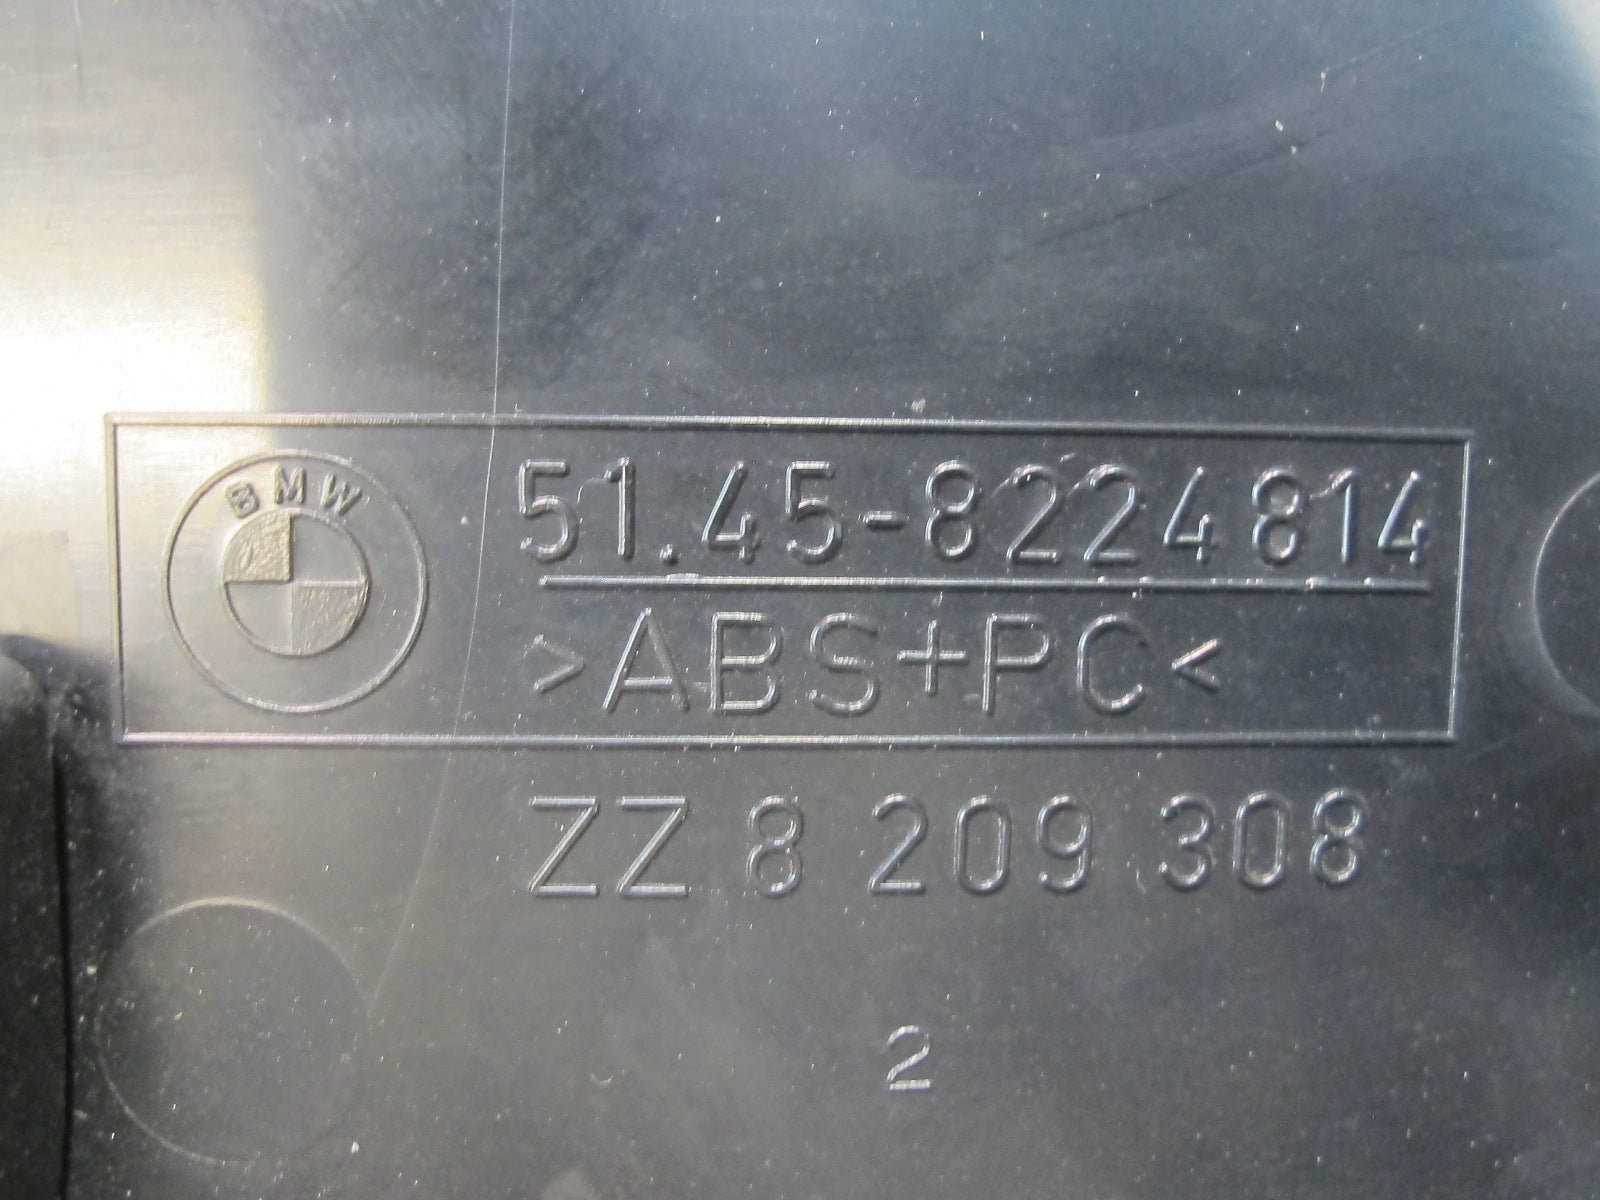 BMW
51.45-8224814
>ABS+PC<
ZZ 8 209 308
2